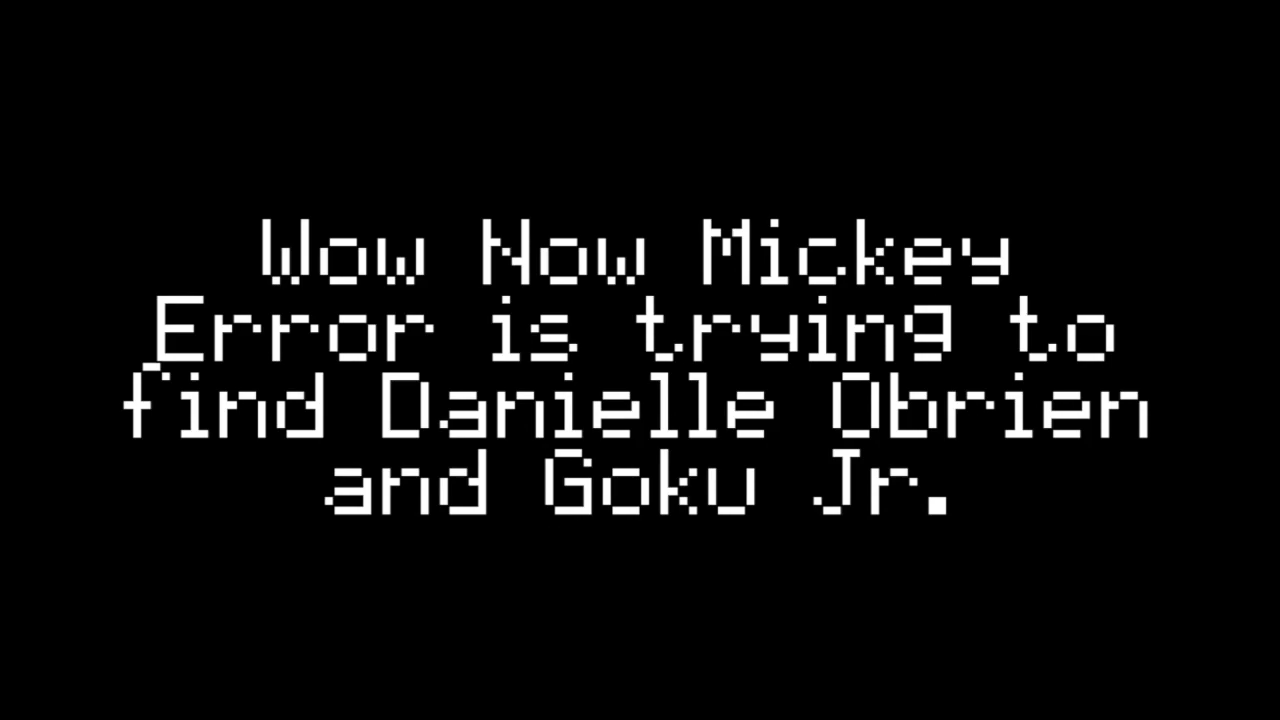 Wow Now Mickey
Error is trying to
find Danielle Obrien
and Goku Jr.